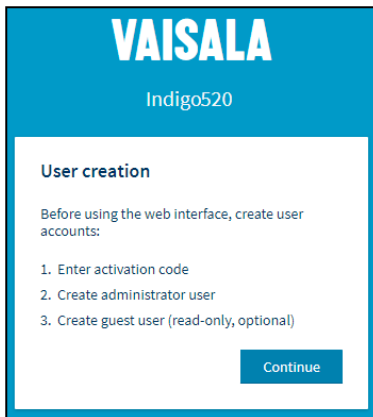 VAISALA
Indigo520
User creation
Before using the web interface, create user
accounts:
1. Enter activation code
2. Create administrator user
3. Create guest user (read-only, optional)
Continue